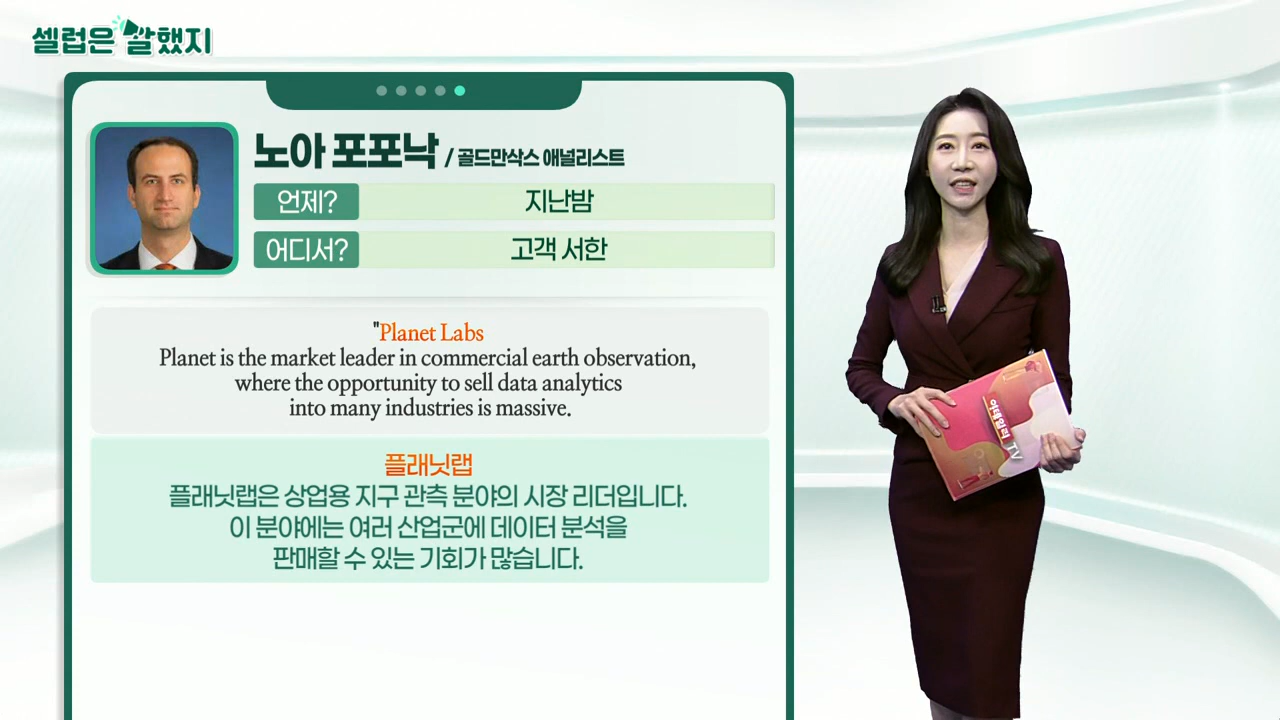 셀럽은 말했지
노아 포포낙 / 골드만삭스 애널리스트
언제? 지난밤
어디서? 고객 서한
"Planet Labs
Planet is the market leader in commercial earth observation,
where the opportunity to sell data analytics
into many industries is massive.
플래닛랩
플래닛랩은 상업용 지구 관측 분야의 시장 리더입니다.
이 분야에는 여러 산업군에 데이터 분석을
판매할 수 있는 기회가 많습니다.
이데일리 TV